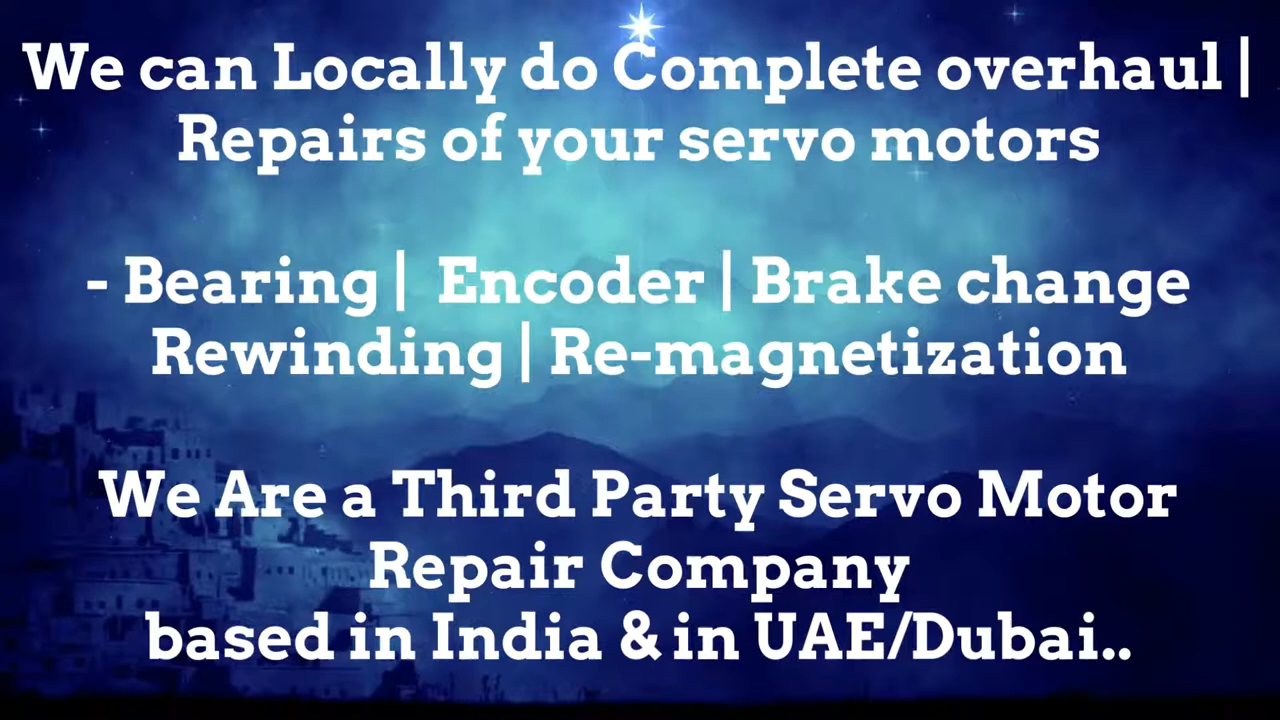 We can Locally do Complete overhaul |
Repairs of your servo motors
- Bearing | Encoder | Brake change
Rewinding | Re-magnetization
We Are a Third Party Servo Motor
Repair Company
based in India & in UAE/Dubai..